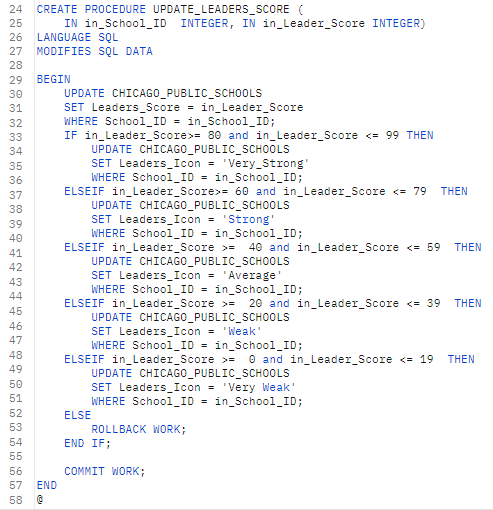 24 CREATE PROCEDURE UPDATE_LEADERS_SCORE (
25     IN in_School_ID  INTEGER, IN in_Leader_Score INTEGER)
26 LANGUAGE SQL
27 MODIFIES SQL DATA
28
29 BEGIN
30     UPDATE CHICAGO_PUBLIC_SCHOOLS
31     SET Leaders_Score = in_Leader_Score
32     WHERE School_ID = in_School_ID;
33     IF in_Leader_Score>= 80 and in_Leader_Score <= 99 THEN
34         UPDATE CHICAGO_PUBLIC_SCHOOLS
35         SET Leaders_Icon = 'Very_Strong'
36         WHERE School_ID = in_School_ID;
37     ELSEIF in_Leader_Score>= 60 and in_Leader_Score <= 79  THEN
38         UPDATE CHICAGO_PUBLIC_SCHOOLS
39         SET Leaders_Icon = 'Strong'
40         WHERE School_ID = in_School_ID;
41     ELSEIF in_Leader_Score >=  40 and in_Leader_Score <= 59  THEN
42         UPDATE CHICAGO_PUBLIC_SCHOOLS
43         SET Leaders_Icon = 'Average'
44         WHERE School_ID = in_School_ID;
45     ELSEIF in_Leader_Score >=  20 and in_Leader_Score <= 39  THEN
46         UPDATE CHICAGO_PUBLIC_SCHOOLS
46         SET Leaders_Icon = 'Weak'
47         WHERE School_ID = in_School_ID;
48     ELSEIF in_Leader_Score >=  0 and in_Leader_Score <= 19  THEN
49         UPDATE CHICAGO_PUBLIC_SCHOOLS
50         SET Leaders_Icon = 'Very Weak'
51         WHERE School_ID = in_School_ID;
52     ELSE
53         ROLLBACK WORK;
54     END IF;
55
56     COMMIT WORK;
57 END
58 @